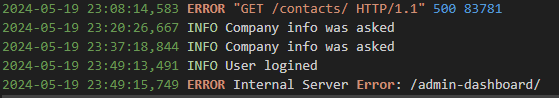 2024-05-19 23:08:14,583 ERROR "GET /contacts/ HTTP/1.1" 500 83781
2024-05-19 23:20:26,667 INFO Company info was asked
2024-05-19 23:37:18,844 INFO Company info was asked
2024-05-19 23:49:13,491 INFO User logined
2024-05-19 23:49:15,749 ERROR Internal Server Error: /admin-dashboard/